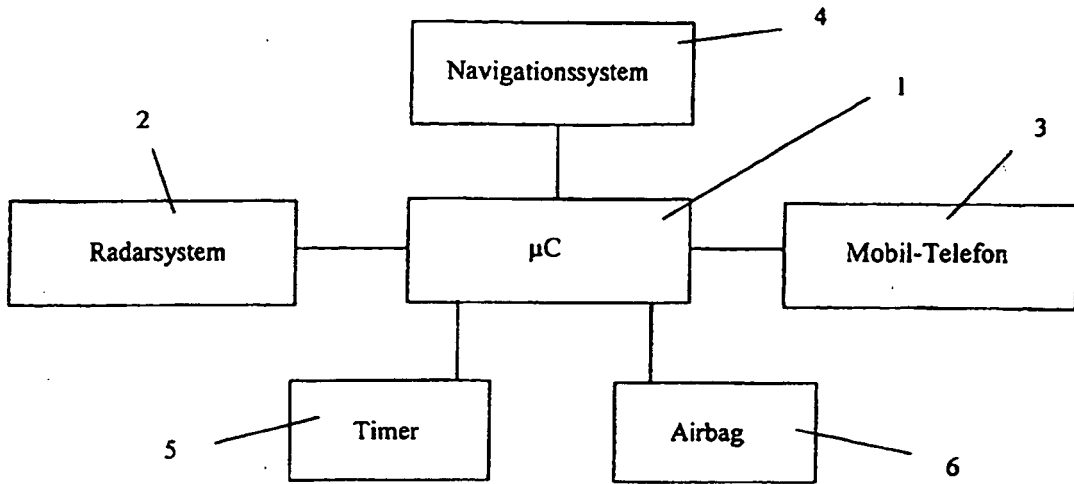 4
Navigationssystem
1
2
3
Radarsystem
µC
Mobil-Telefon
5
Timer
Airbag
6